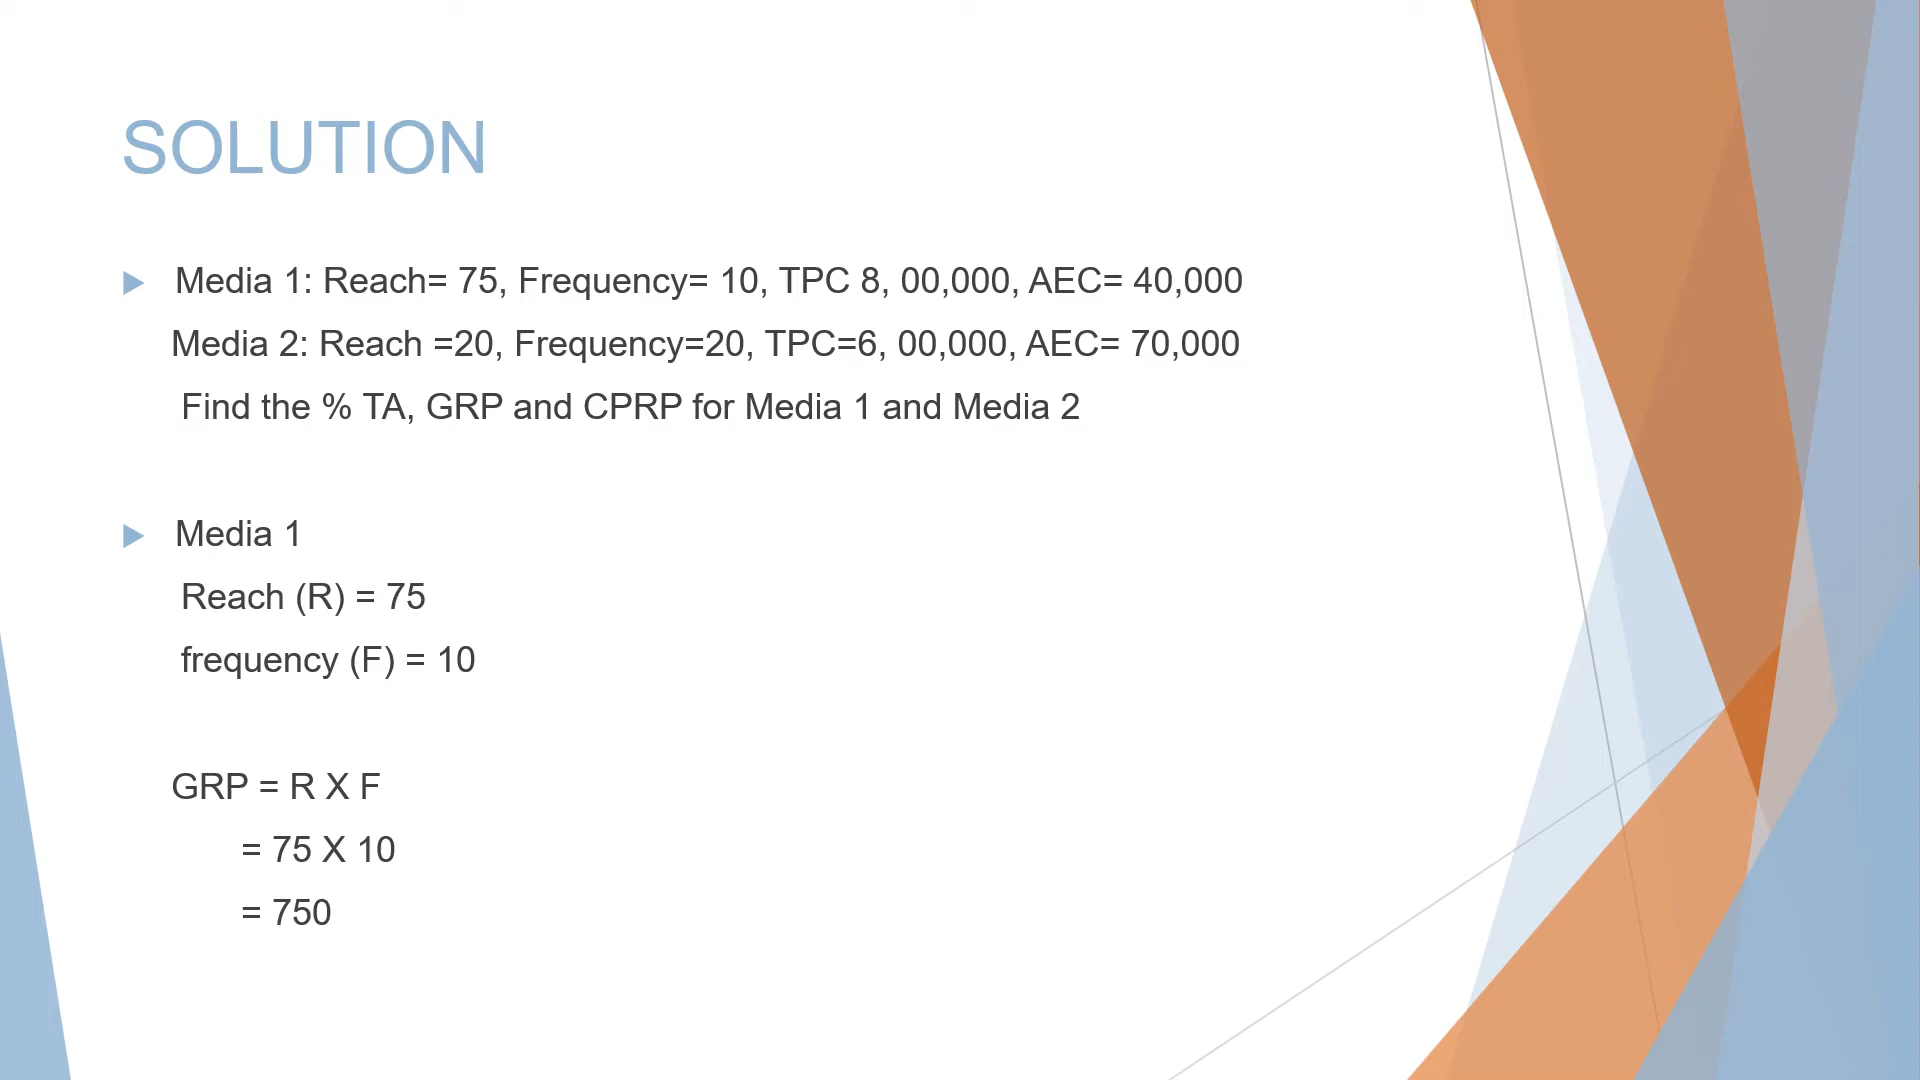 SOLUTION
Media 1: Reach= 75, Frequency= 10, TPC 8, 00,000, AEC= 40,000
Media 2: Reach =20, Frequency=20, TPC=6, 00,000, AEC= 70,000
Find the % TA, GRP and CPRP for Media 1 and Media 2
Media 1
Reach (R) = 75
frequency (F) = 10
GRP = R X F
= 75 X 10
= 750